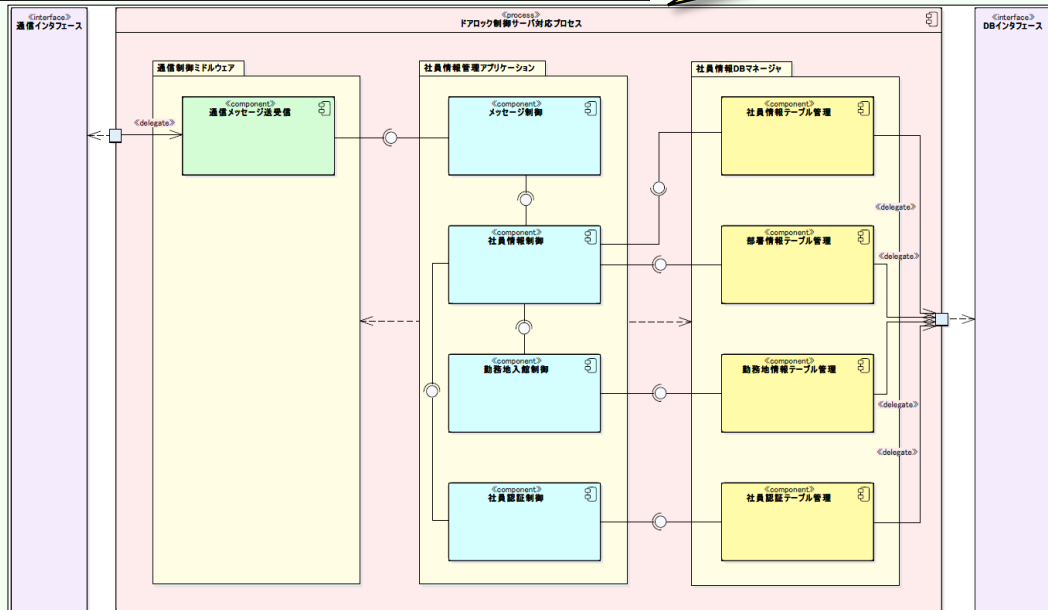 «interface»
通信インタフェース
«process»
ドアロック制御サーバ対応プロセス
«interface»
DBインタフェース
通信制御ミドルウェア
社員情報管理アプリケーション
社員情報DBマネージャ
«component»
通信メッセージ送受信
«component»
メッセージ制御
«component»
社員情報テーブル管理
«delegate»
«delegate»
«component»
社員情報制御
«component»
部署情報テーブル管理
«delegate»
«component»
勤務地入館制御
«component»
勤務地情報テーブル管理
«delegate»
«delegate»
«component»
社員認証制御
«component»
社員認証テーブル管理